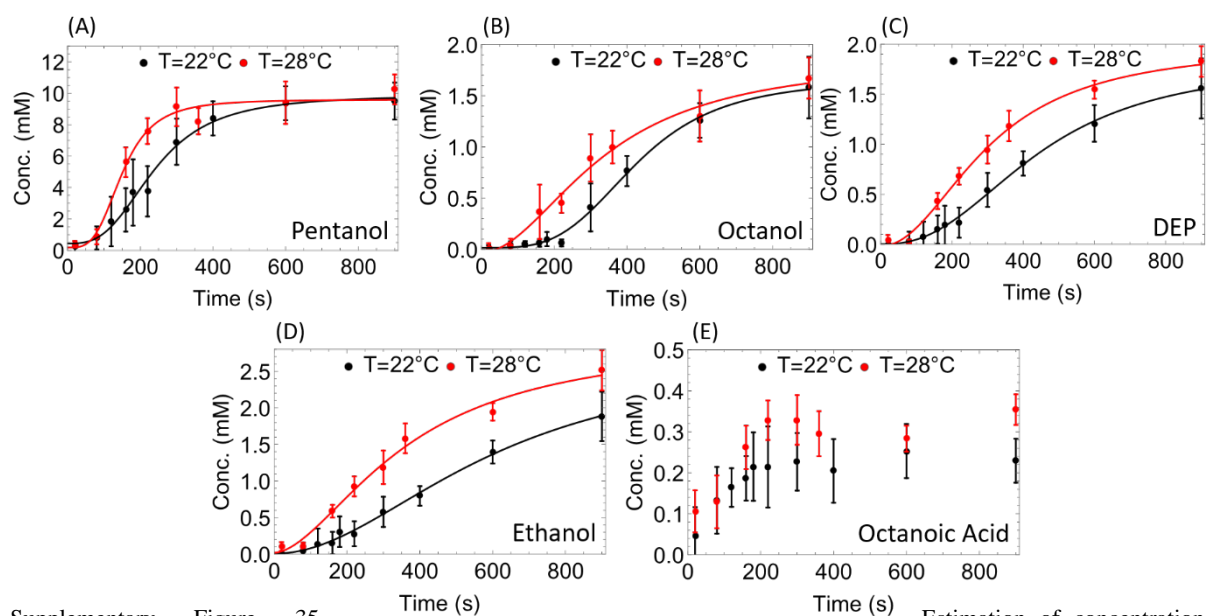 (A)
T=22°C T=28°C
12
10
8
6
4
2
0
Conc. (mM)
0 200 400 600 800
Time (s)
Pentanol
(B)
T=22°C T=28°C
2.0
1.5
1.0
0.5
0.0
Conc. (mM)
0 200 400 600 800
Time (s)
Octanol
(C)
T=22°C T=28°C
2.0
1.5
1.0
0.5
0.0
Conc. (mM)
0 200 400 600 800
Time (s)
DEP
(D)
T=22°C T=28°C
2.5
2.0
1.5
1.0
0.5
0.0
Conc. (mM)
0 200 400 600 800
Time (s)
Ethanol
(E)
T=22°C T=28°C
0.5
0.4
0.3
0.2
0.1
0.0
Conc. (mM)
0 200 400 600 800
Time (s)
Octanoic Acid
Supplementary Figure 35 Estimation of concentration